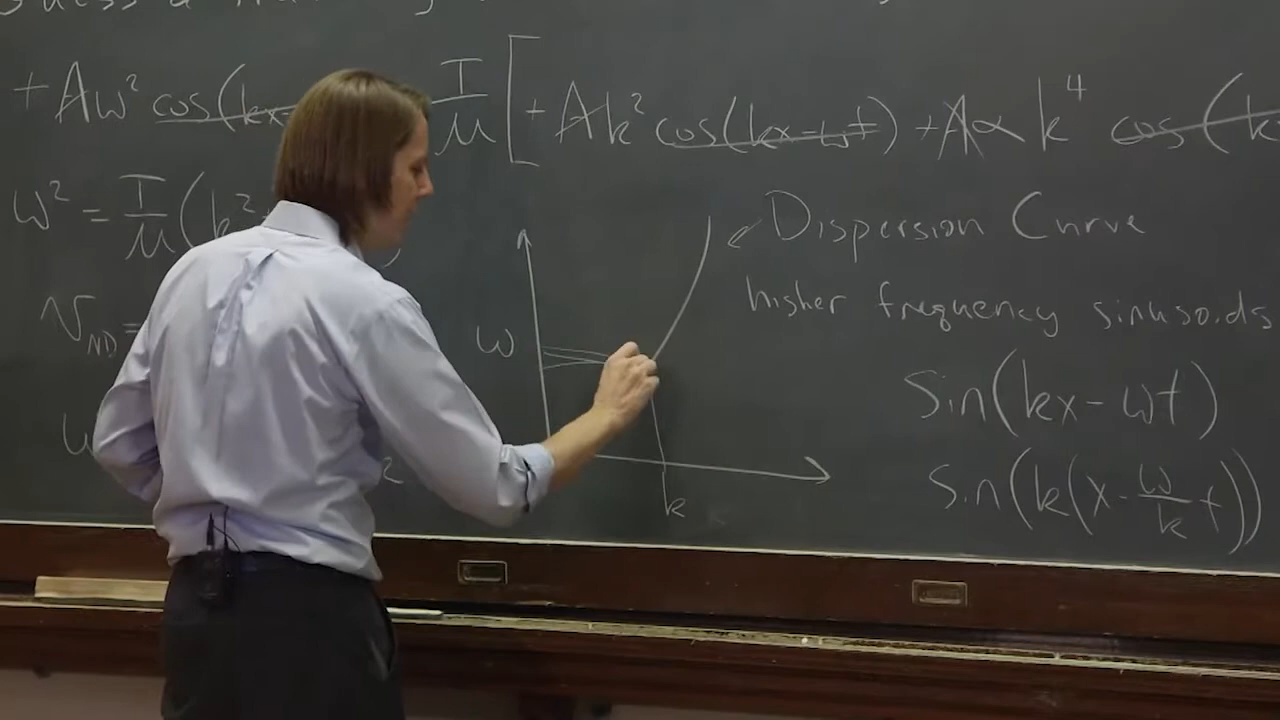 + Aω² cos(kx- T/μ [ + Ak² cos(kx-ωt) + Aα k⁴ cos(k
ω² = T/μ (k²
Dispersion Curve
higher frequency sinusoids
v_ND =
ω
Sin(kx-ωt)
Sin(k(x-ω/k t))
k